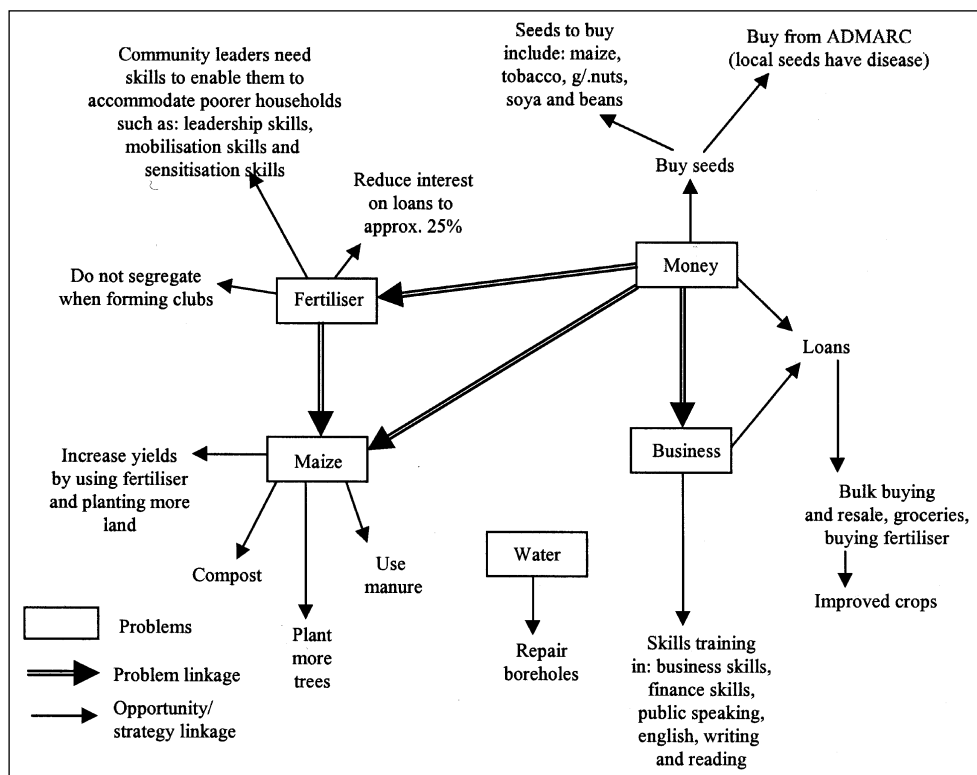 Community leaders need
skills to enable them to
accommodate poorer households
such as: leadership skills,
mobilisation skills and
sensitisation skills
Seeds to buy
include: maize,
tobacco, g/.nuts,
soya and beans
Buy from ADMARC
(local seeds have disease)
Buy seeds
Reduce interest
on loans to
approx. 25%
Money
Do not segregate
when forming clubs
Fertiliser
Loans
Increase yields
by using fertiliser
and planting more
land
Maize
Business
Bulk buying
and resale, groceries,
buying fertiliser
Compost
Use
manure
Water
Improved crops
Plant
more
trees
Repair
boreholes
Skills training
in: business skills,
finance skills,
public speaking,
english, writing
and reading
Problems
Problem linkage
Opportunity/
strategy linkage